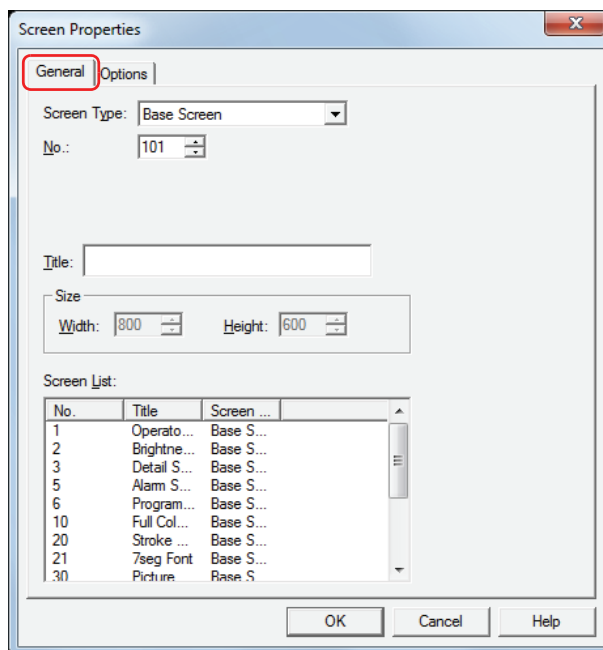 Screen Properties
General Options
Screen Type: Base Screen
No.: 101
Title:
Size
Width: 800 Height: 600
Screen List:
No. Title Screen ...
1 Operato... Base S...
2 Brightne... Base S...
3 Detail S... Base S...
5 Alarm S... Base S...
6 Program... Base S...
10 Full Col... Base S...
20 Stroke ... Base S...
21 7seg Font Base S...
30 Picture Base S
OK Cancel Help